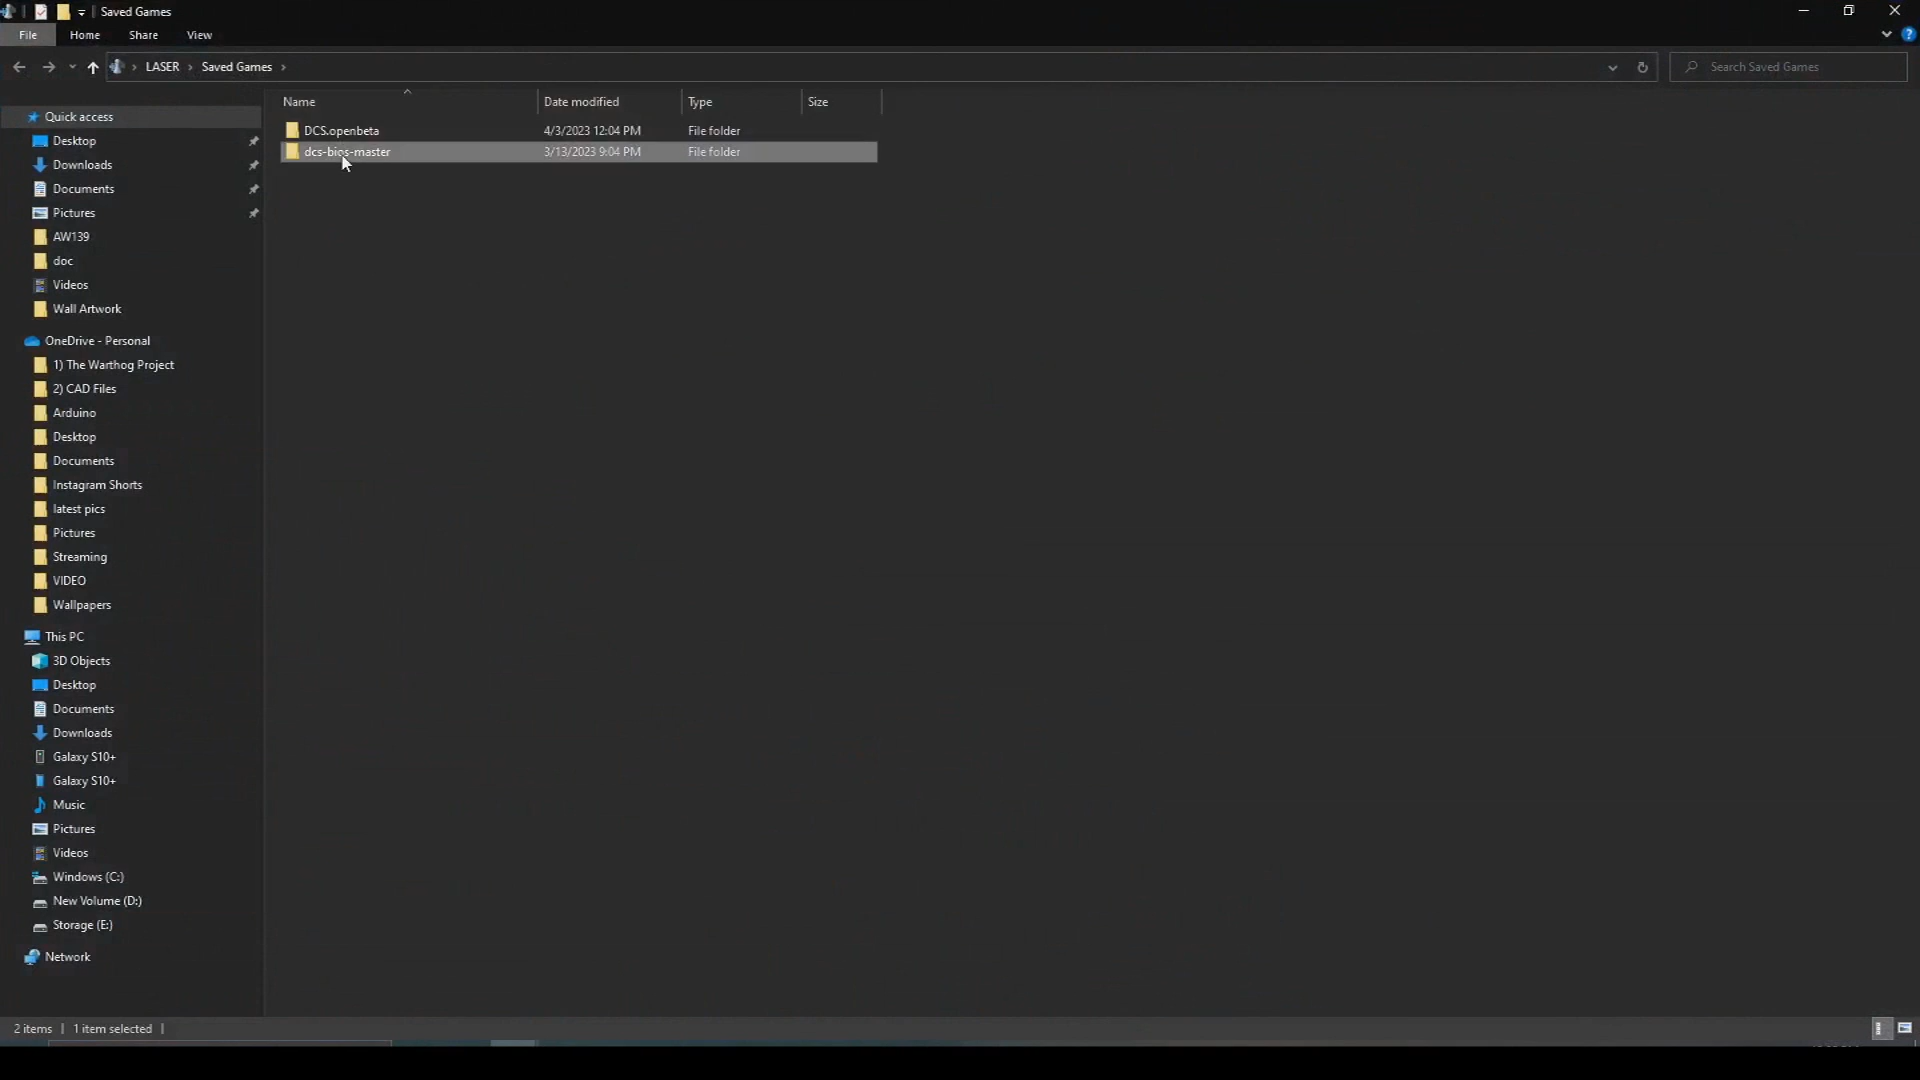 Saved Games
File Home Share View
LASER Saved Games
Search Saved Games
Name Date modified Type Size
DCS.openbeta 4/3/2023 12:04 PM File folder
dcs-bios-master 3/13/2023 9:04 PM File folder
Quick access
Desktop
Downloads
Documents
Pictures
AW139
doc
Videos
Wall Artwork
OneDrive - Personal
1) The Warthog Project
2) CAD Files
Arduino
Desktop
Documents
Instagram Shorts
latest pics
Pictures
Streaming
VIDEO
Wallpapers
This PC
3D Objects
Desktop
Documents
Downloads
Galaxy S10+
Galaxy S10+
Music
Pictures
Videos
Windows (C:)
New Volume (D:)
Storage (E:)
Network
2 items 1 item selected